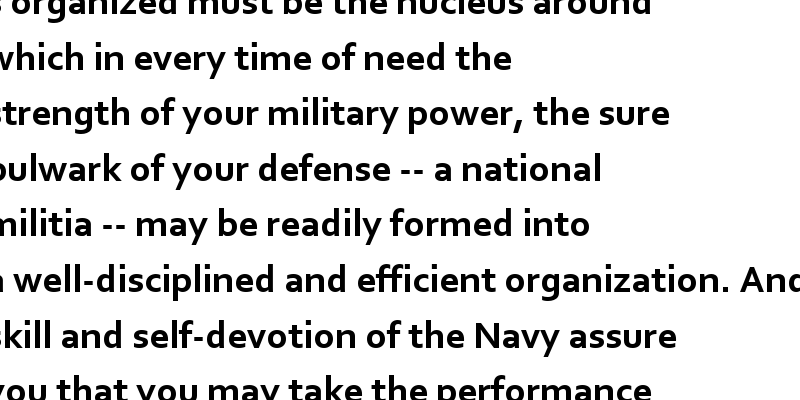 s organized must be the nucleus around
which in every time of need the
strength of your military power, the sure
bulwark of your defense -- a national
militia -- may be readily formed into
a well-disciplined and efficient organization. And
skill and self-devotion of the Navy assure
you that you may take the performance